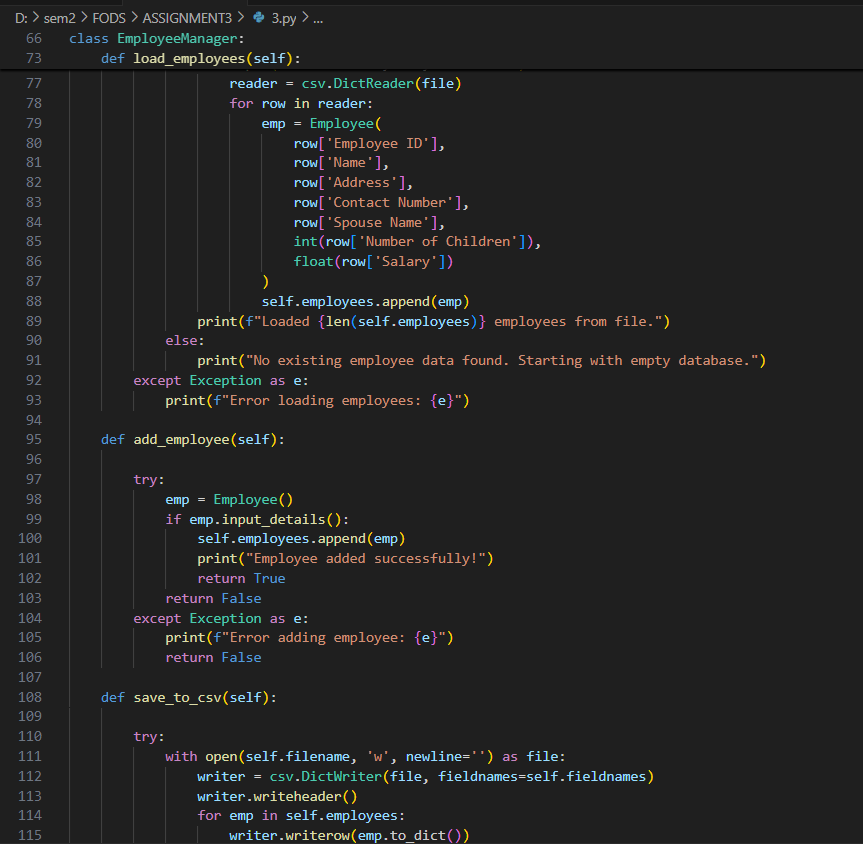 D: > sem2 > FODS > ASSIGNMENT3 > 3.py > ...
66 class EmployeeManager:
73     def load_employees(self):
77                     reader = csv.DictReader(file)
78                     for row in reader:
79                         emp = Employee(
80                             row['Employee ID'],
81                             row['Name'],
82                             row['Address'],
83                             row['Contact Number'],
84                             row['Spouse Name'],
85                             int(row['Number of Children']),
86                             float(row['Salary'])
87                         )
88                         self.employees.append(emp)
89                 print(f"Loaded {len(self.employees)} employees from file.")
90             else:
91                 print("No existing employee data found. Starting with empty database.")
92         except Exception as e:
93             print(f"Error loading employees: {e}")
94
95     def add_employee(self):
96
97         try:
98             emp = Employee()
99             if emp.input_details():
100                 self.employees.append(emp)
101                 print("Employee added successfully!")
102                 return True
103             return False
104         except Exception as e:
105             print(f"Error adding employee: {e}")
106             return False
107
108     def save_to_csv(self):
109
110         try:
111             with open(self.filename, 'w', newline='') as file:
112                 writer = csv.DictWriter(file, fieldnames=self.fieldnames)
113                 writer.writeheader()
114                 for emp in self.employees:
115                     writer.writerow(emp.to_dict())